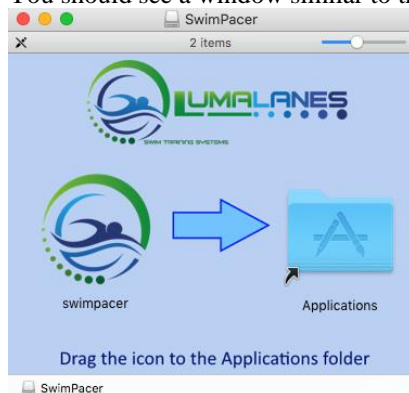 You should see a window similar to th
SwimPacer
2 items
LUMALANES
SWIM TRAINING SYSTEMS
swimpacer
Applications
Drag the icon to the Applications folder
SwimPacer